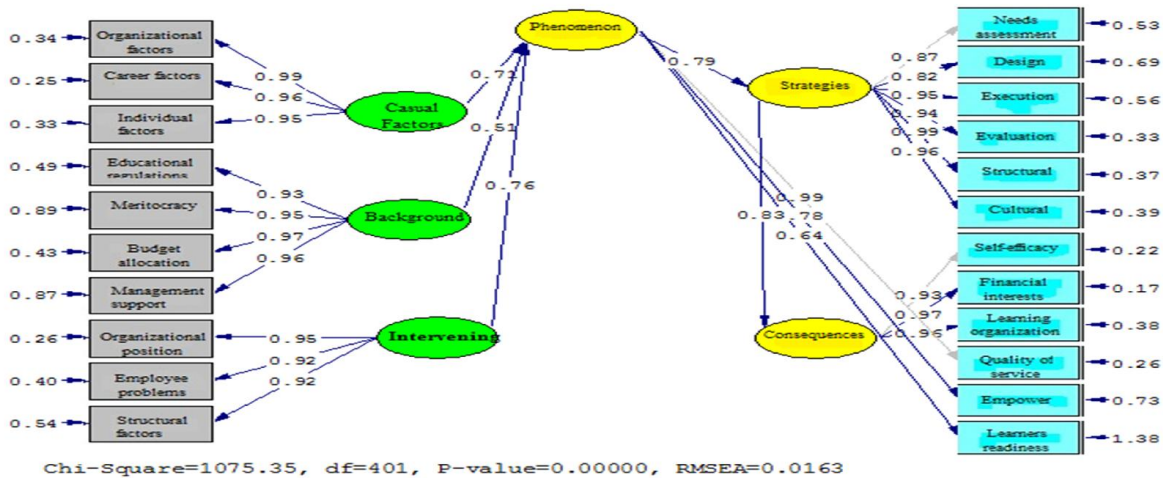 Phenomenon
0.34
Organizational
factors
0.25
Career factors
0.33
Individual
factors
0.49
Educational
regulations
0.89
Meritocracy
0.43
Budget
allocation
0.87
Management
support
0.26
Organizational
position
0.40
Employee
problems
0.54
Structural
factors
0.99
0.96
0.95
0.93
0.95
0.97
0.96
0.95
0.92
0.92
Casual
Factors
Background
Intervening
0.71
0.51
0.76
0.79
Strategies
0.83
0.99
0.78
0.64
Consequences
0.87
0.82
0.95
0.94
0.99
0.96
0.93
0.97
0.96
Needs
assessment
0.53
Design
0.69
Execution
0.56
Evaluation
0.33
Structural
0.37
Cultural
0.39
Self-efficacy
0.22
Financial
interests
0.17
Learning
organization
0.38
Quality of
service
0.26
Empower
0.73
Learners
readiness
1.38
Chi-Square=1075.35, df=401, P-value=0.00000, RMSEA=0.0163